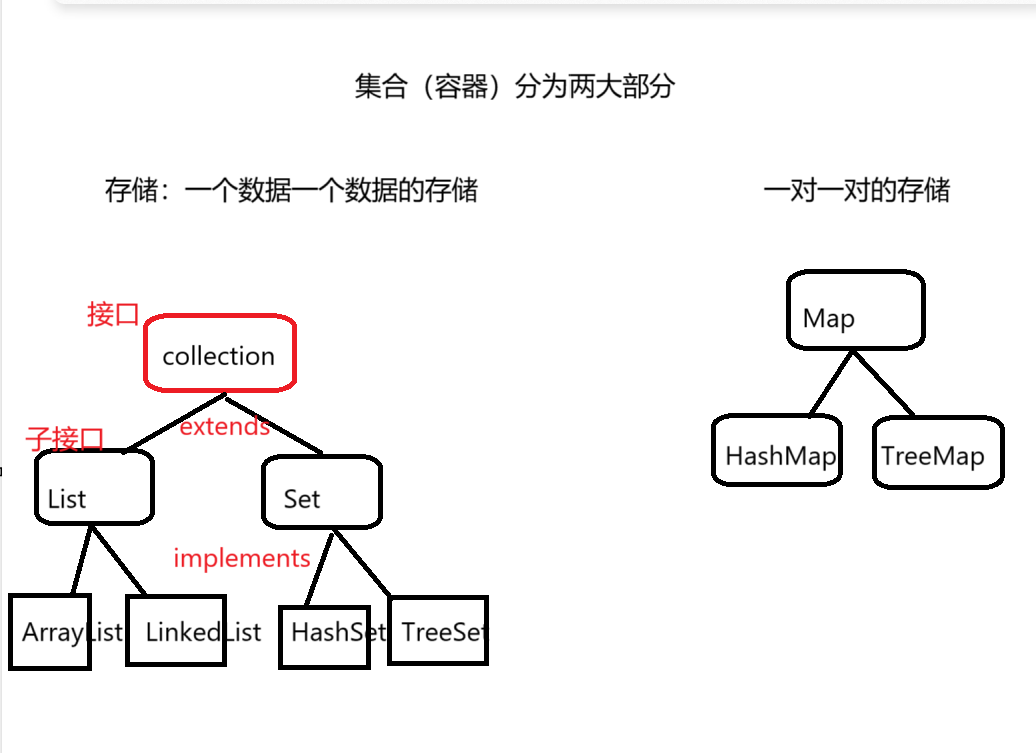 集合（容器）分为两大部分
存储：一个数据一个数据的存储
一对一对的存储
接口
collection
extends
子接口
List
Set
implements
ArrayList
LinkedList
HashSet
TreeSet
Map
HashMap
TreeMap